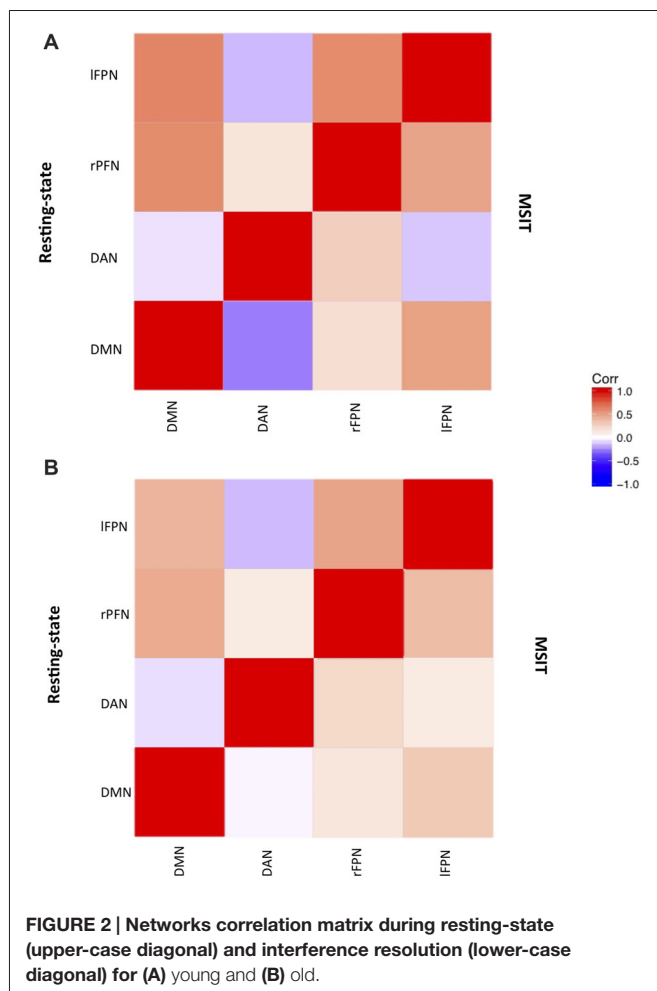 A
lFPN
rPFN
DAN
DMN
Resting-state
MSIT
DMN
DAN
rFPN
lFPN
Corr
1.0
0.5
0.0
−0.5
−1.0
B
lFPN
rPFN
DAN
DMN
Resting-state
MSIT
DMN
DAN
rFPN
lFPN
FIGURE 2 | Networks correlation matrix during resting-state
(upper-case diagonal) and interference resolution (lower-case
diagonal) for (A) young and (B) old.